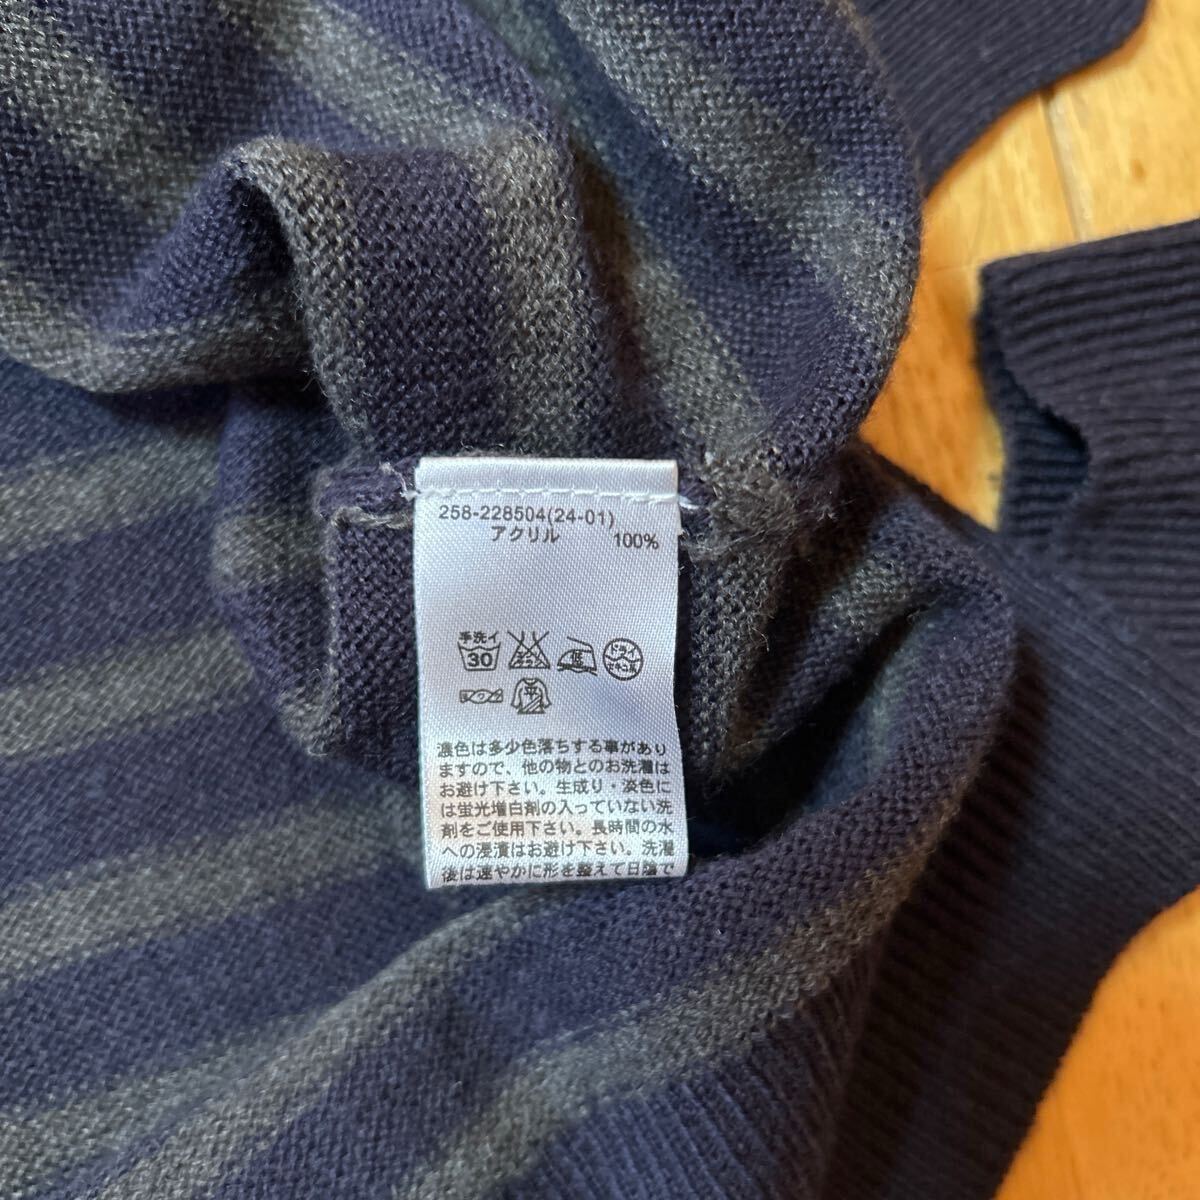 258-228504(24-01)
アクリル 100%
手洗イ
30
ドライ
平
濃色は多少色落ちする事があり
ますので、他の物とのお洗濯は
お避け下さい。生成り・淡色に
は蛍光増白剤の入っていない洗
剤をご使用下さい。長時間の水
への浸漬はお避け下さい。洗濯
後は速やかに形を整えて日陰で